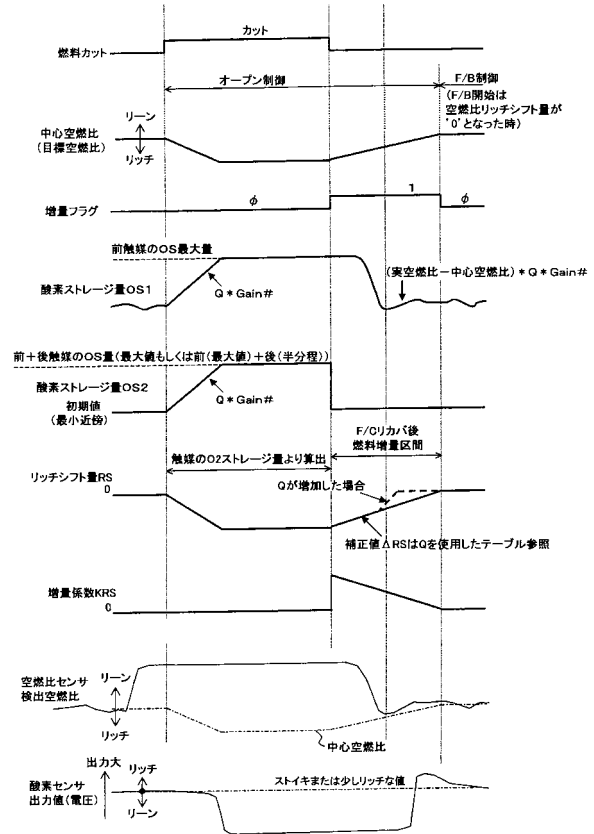 カット
燃料カット
オープン制御
F/B制御
(F/B開始は
空燃比リッチシフト量が
'0'となった時)
リーン
中心空燃比
(目標空燃比)
リッチ
1
増量フラグ
φ
φ
前触媒のOS最大量
(実空燃比-中心空燃比)*Q*Gain#
酸素ストレージ量OS1
Q*Gain#
前+後触媒のOS量(最大値もしくは前(最大値)+後(半分程))
酸素ストレージ量OS2
初期値
(最小近傍)
Q*Gain#
F/Cリカバ後
燃料増量区間
触媒のO2ストレージ量より算出
リッチシフト量RS
0
Qが増加した場合
補正値ΔRSはQを使用したテーブル参照
増量係数KRS
0
空燃比センサ
検出空燃比
リーン
リッチ
中心空燃比
出力大
リッチ
ストイキまたは少しリッチな値
酸素センサ
出力値(電圧)
リーン